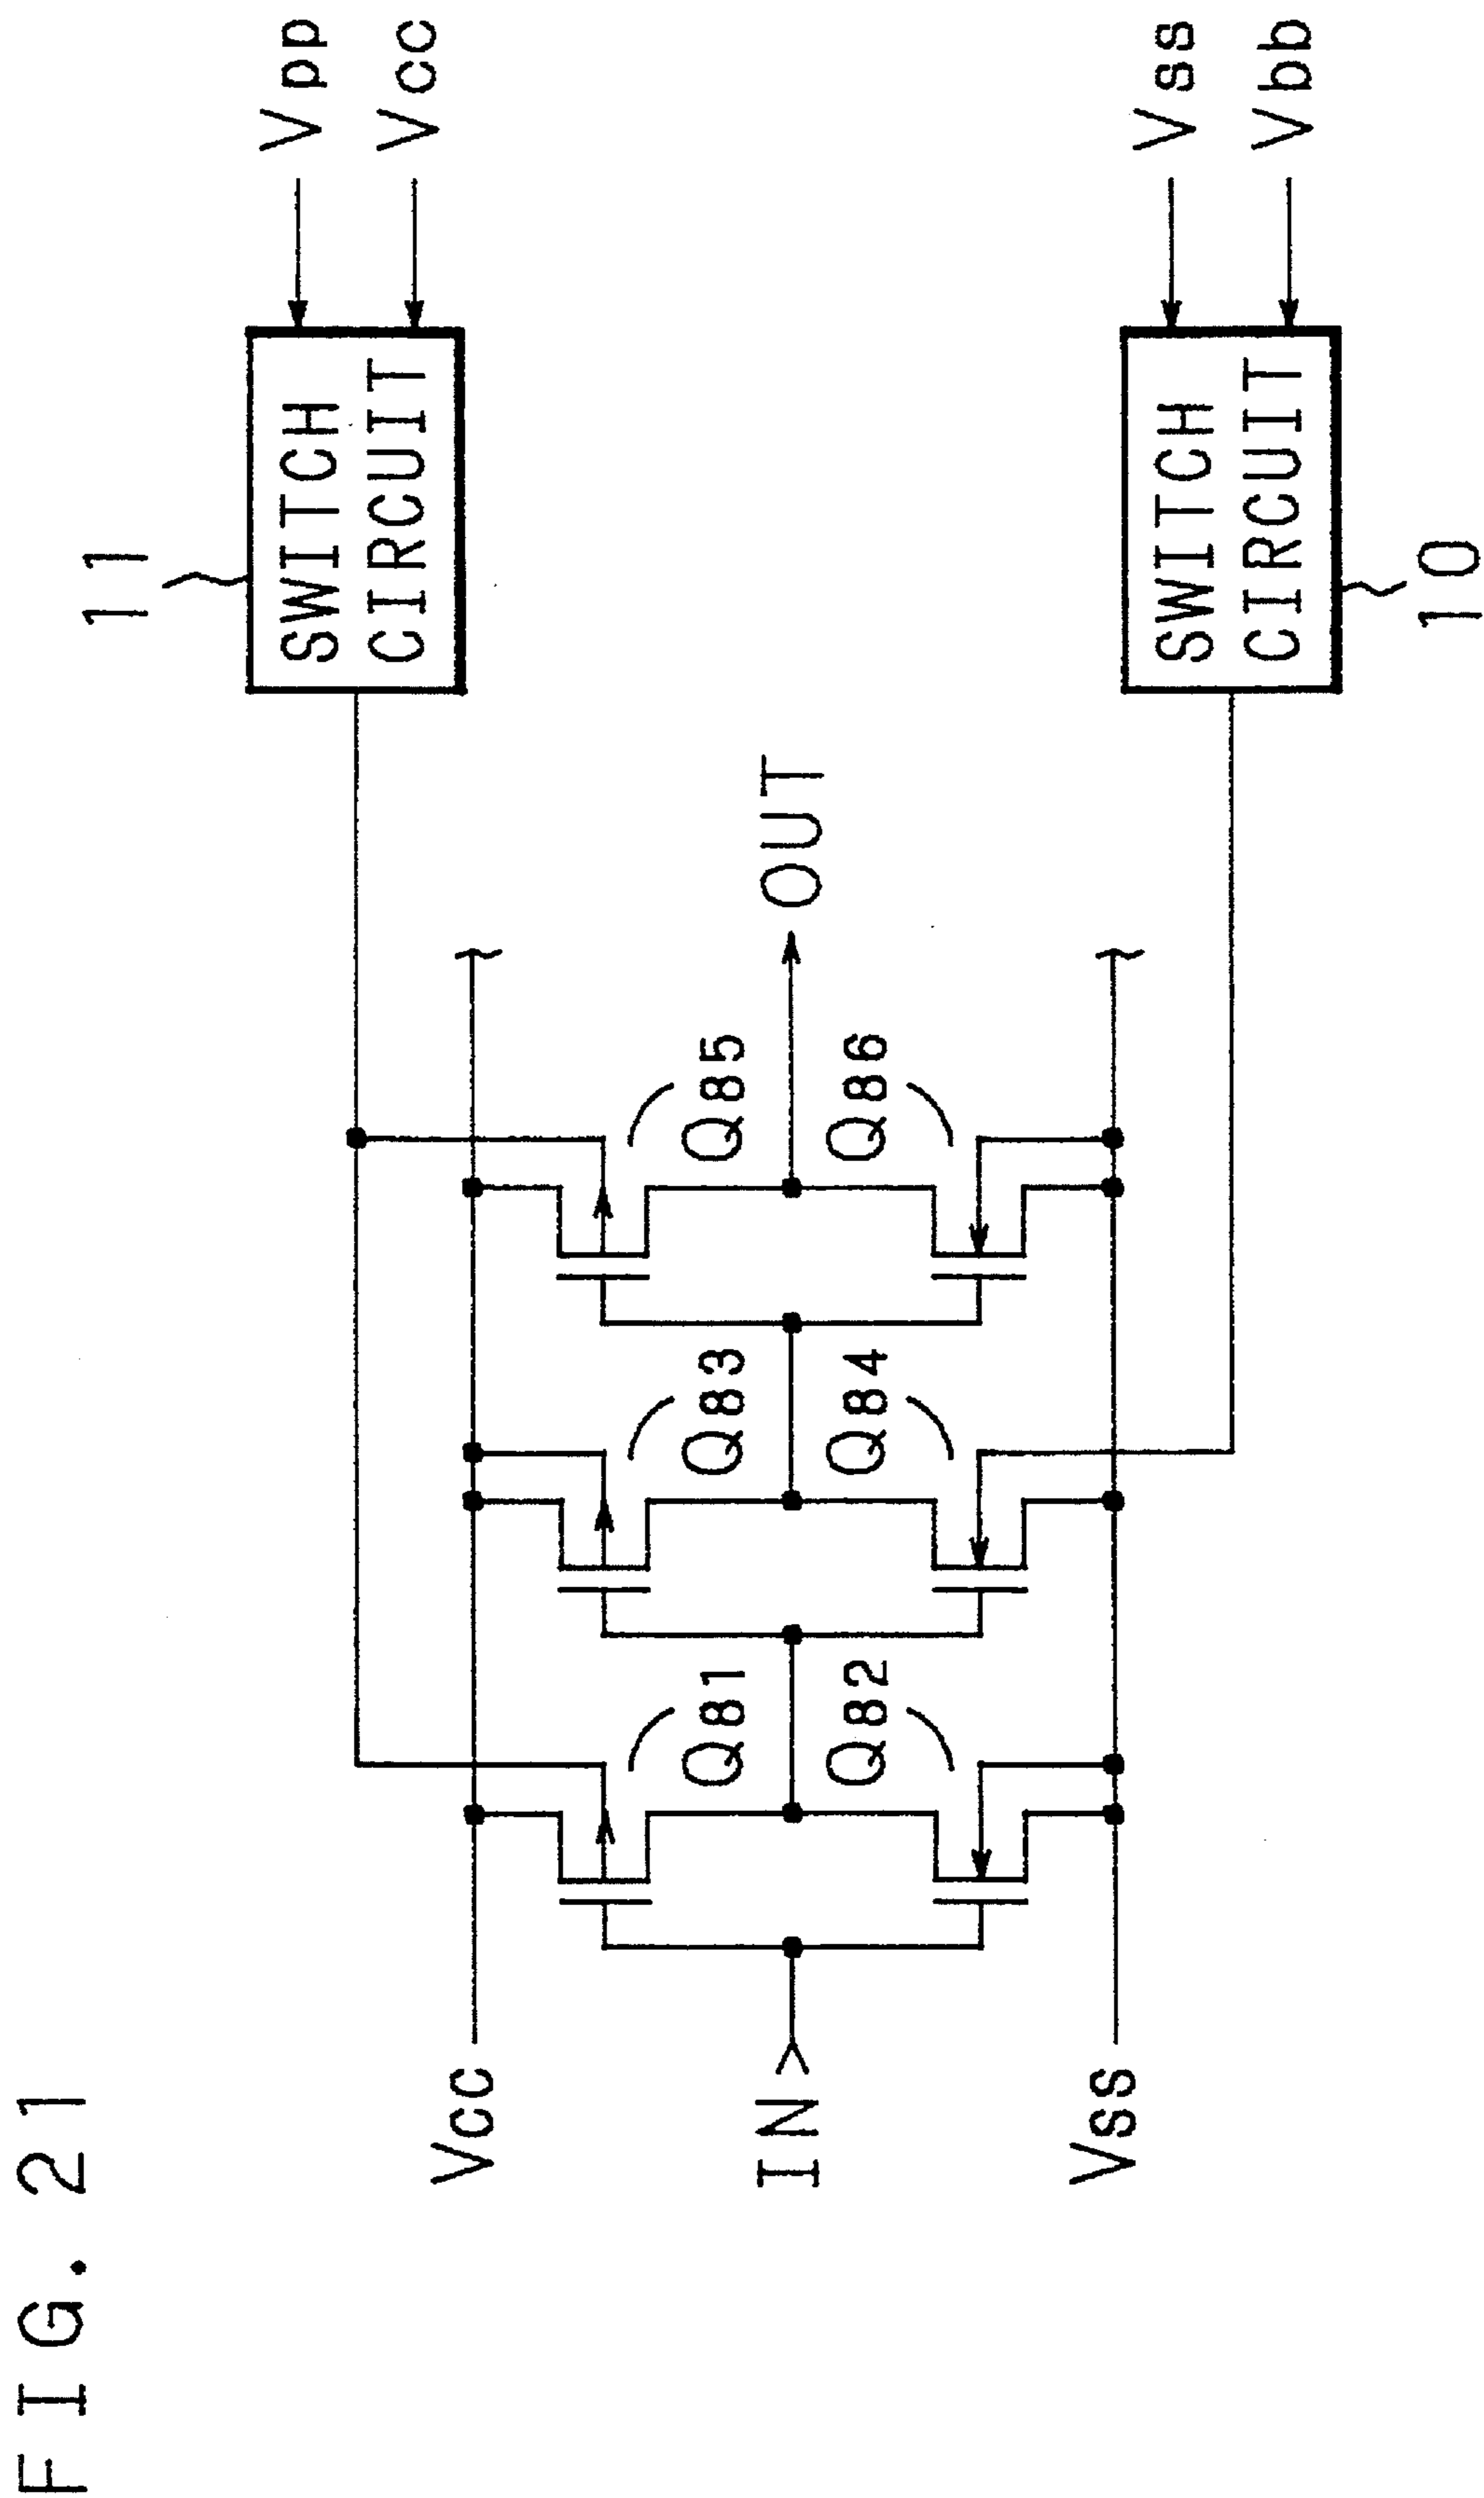 FIG. 21
11
SWITCH
CIRCUIT
Vpp
Vcc
Vcc
Q81
Q83
Q85
IN
OUT
Q82
Q84
Q86
Vss
SWITCH
CIRCUIT
Vss
Vbb
10